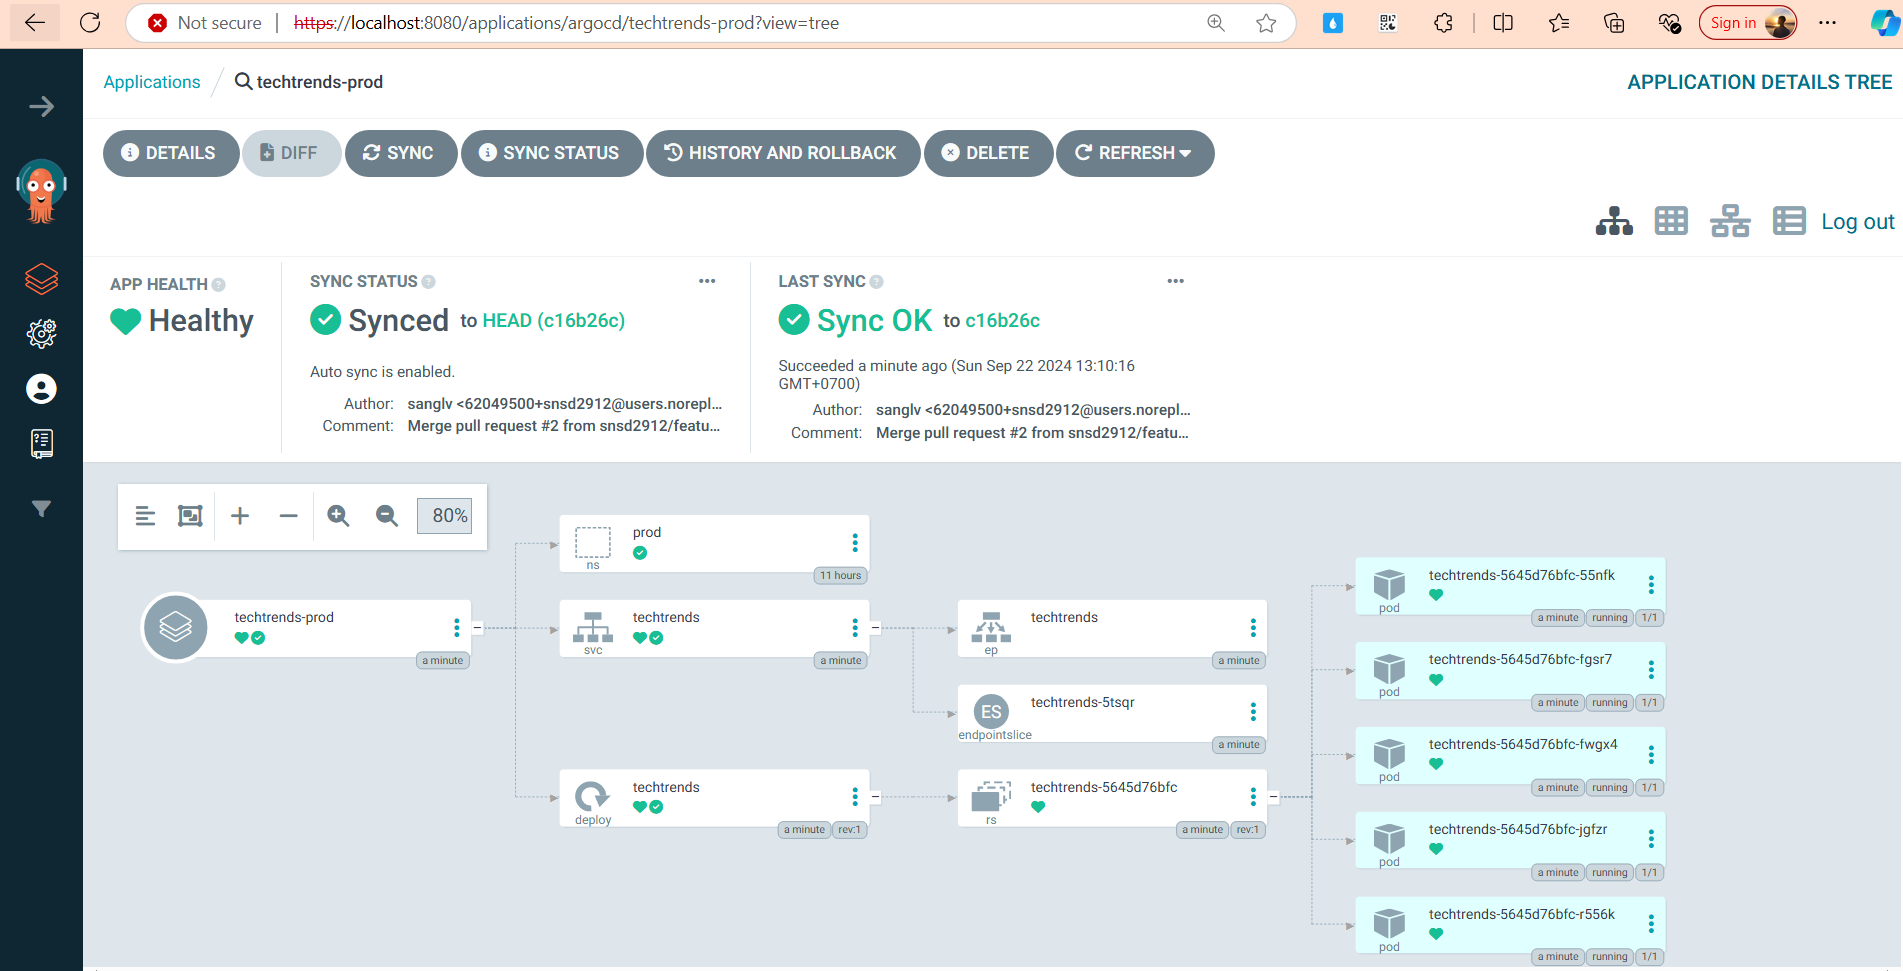 Not secure | https://localhost:8080/applications/argocd/techtrends-prod?view=tree
Sign in
Applications / techtrends-prod
APPLICATION DETAILS TREE
DETAILS DIFF SYNC SYNC STATUS HISTORY AND ROLLBACK DELETE REFRESH
Log out
APP HEALTH
Healthy
SYNC STATUS
Synced to HEAD (c16b26c)
Auto sync is enabled.
Author: sanglv <62049500+snsd2912@users.norepl...
Comment: Merge pull request #2 from snsd2912/featu...
LAST SYNC
Sync OK to c16b26c
Succeeded a minute ago (Sun Sep 22 2024 13:10:16
GMT+0700)
Author: sanglv <62049500+snsd2912@users.norepl...
Comment: Merge pull request #2 from snsd2912/featu...
80%
techtrends-prod
a minute
prod
ns
11 hours
techtrends
svc
a minute
techtrends
deploy
a minute rev:1
techtrends
ep
a minute
ES
techtrends-5tsqr
endpointslice
a minute
techtrends-5645d76bfc
rs
a minute rev:1
techtrends-5645d76bfc-55nfk
pod
a minute running 1/1
techtrends-5645d76bfc-fgsr7
pod
a minute running 1/1
techtrends-5645d76bfc-fwgx4
pod
a minute running 1/1
techtrends-5645d76bfc-jgfzr
pod
a minute running 1/1
techtrends-5645d76bfc-r556k
pod
a minute running 1/1